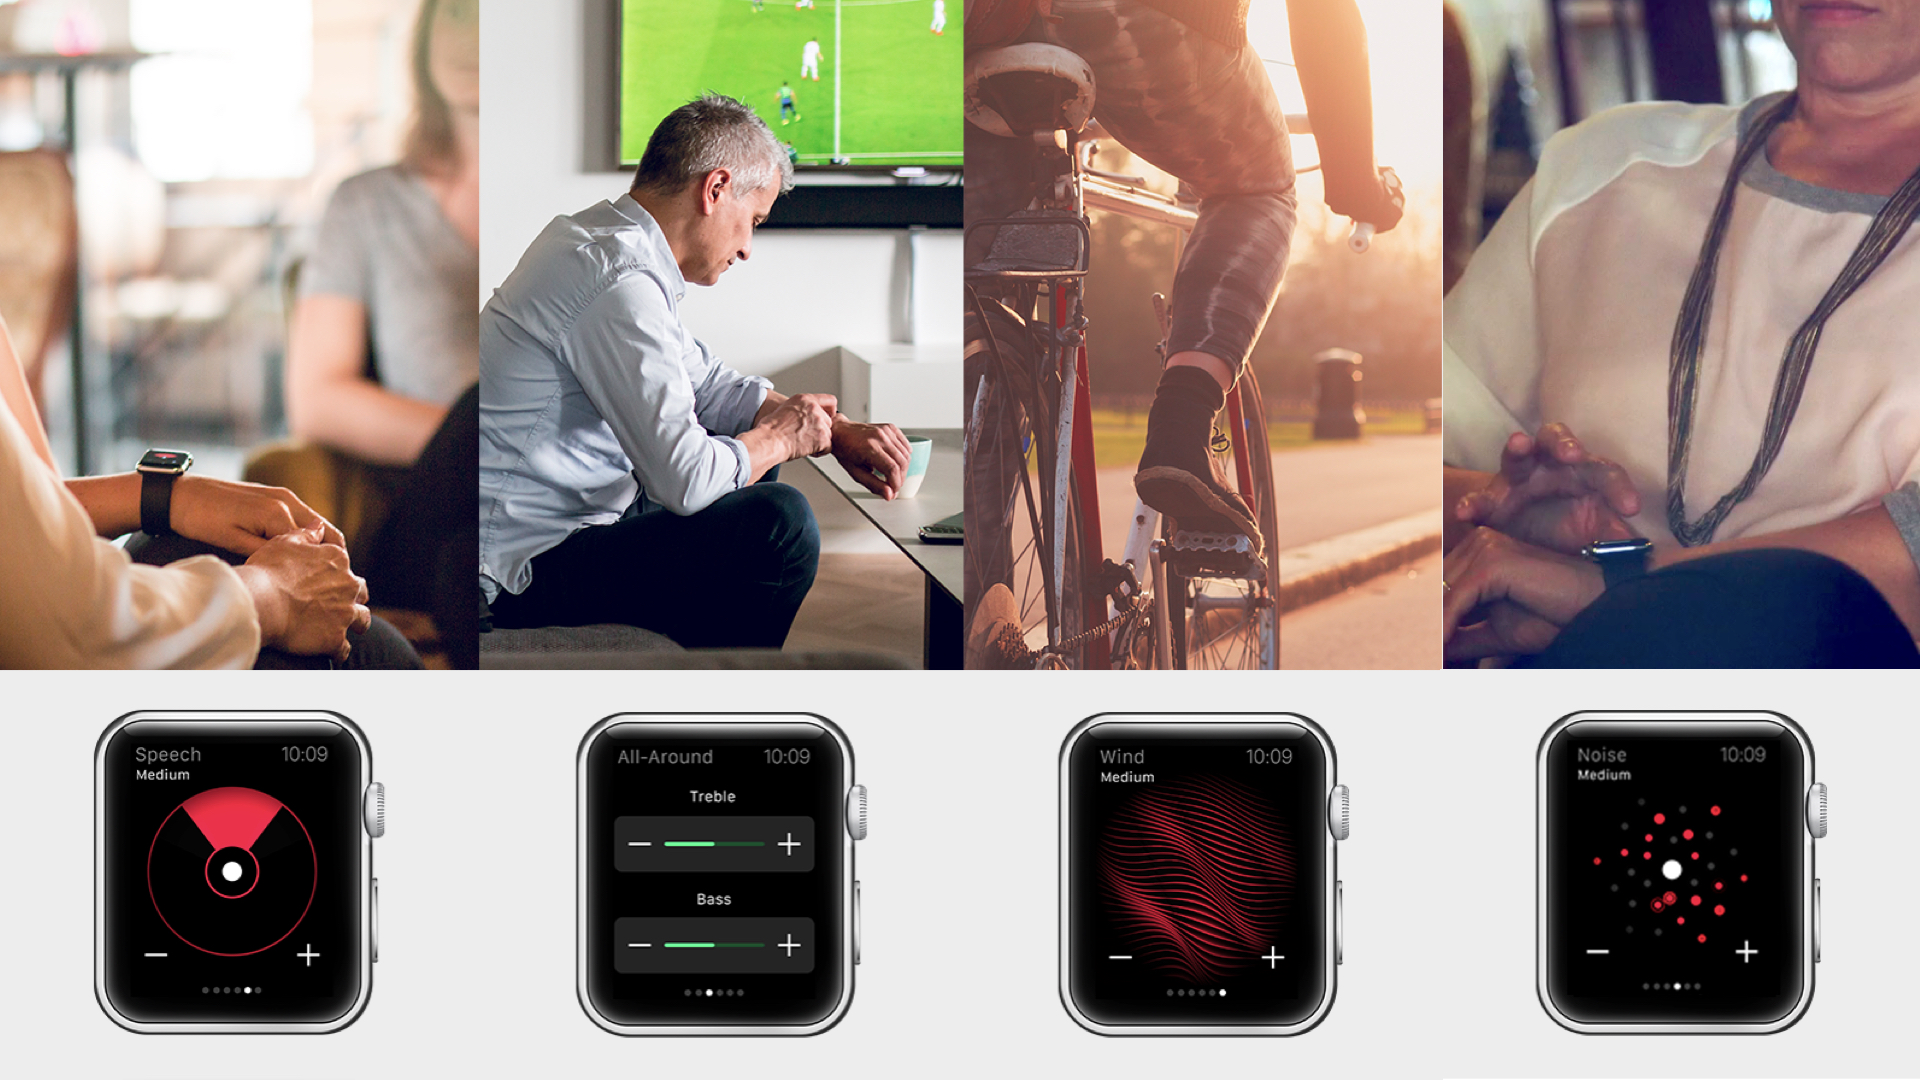 Speech 10:09
Medium
All-Around 10:09
Treble
Bass
Wind 10:09
Medium
Noise 10:09
Medium